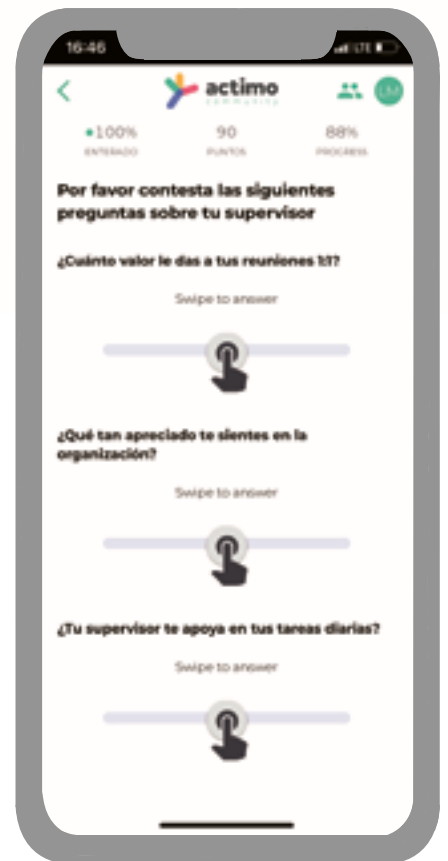 16:46
LTE
actimo
community
100% 90 88%
ENTERADO PUNTOS PROGRESS
Por favor contesta las siguientes
preguntas sobre tu supervisor
¿Cuánto valor le das a tus reuniones 1:1?
Swipe to answer
¿Qué tan apreciado te sientes en la
organización?
Swipe to answer
¿Tu supervisor te apoya en tus tareas diarias?
Swipe to answer